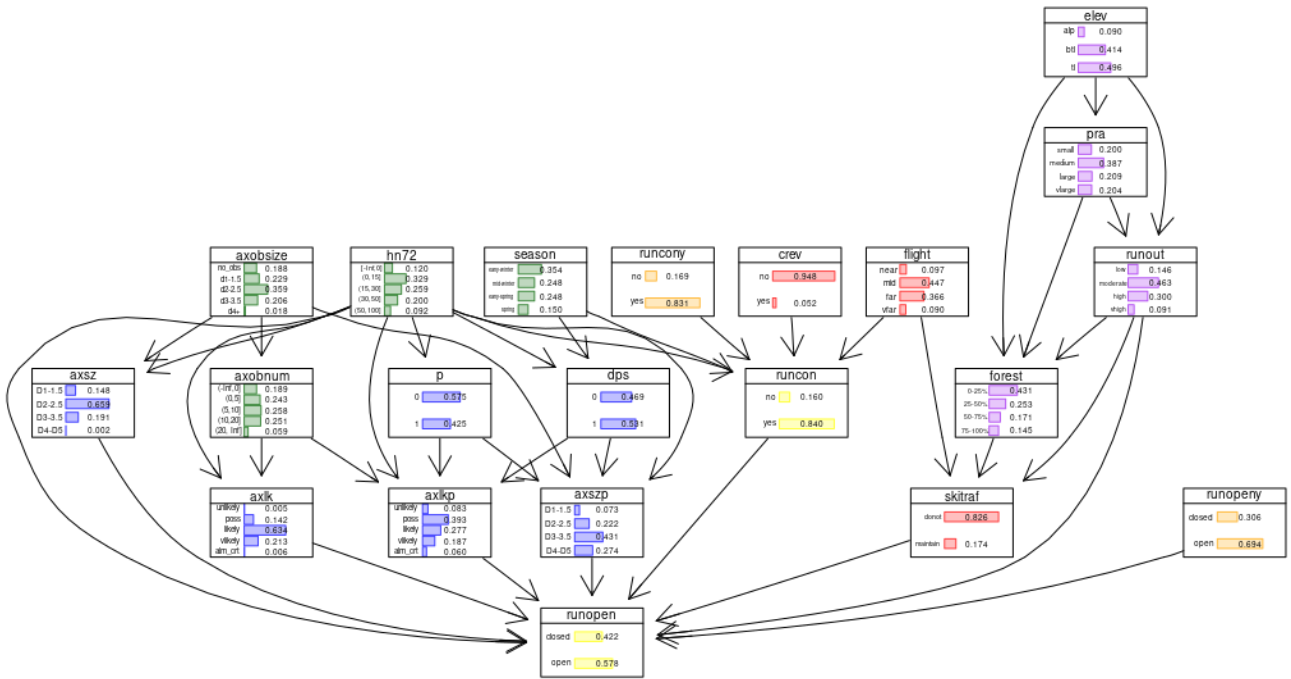 elev
alp 0.090
btl 0.414
tl 0.496
pra
small 0.200
medium 0.387
large 0.209
vlarge 0.204
axobsize
no_obs 0.188
d1-1.5 0.229
d2-2.5 0.359
d3-3.5 0.206
d4+ 0.018
hn72
[-Inf,0] 0.120
(0,15] 0.329
(15,30] 0.259
(30,50] 0.200
(50,100] 0.092
season
early-winter 0.354
mid-winter 0.248
early-spring 0.248
spring 0.150
runcony
no 0.169
yes 0.831
crev
no 0.948
yes 0.052
flight
near 0.097
mid 0.447
far 0.366
vfar 0.090
runout
low 0.146
moderate 0.463
high 0.300
vhigh 0.091
axsz
D1-1.5 0.148
D2-2.5 0.659
D3-3.5 0.191
D4-D5 0.002
axobnum
(-Inf,0] 0.189
(0,5] 0.243
(5,10] 0.258
(10,20] 0.251
(20, Inf] 0.059
p
0 0.575
1 0.425
dps
0 0.469
1 0.531
runcon
no 0.160
yes 0.840
forest
0-25% 0.431
25-50% 0.253
50-75% 0.171
75-100% 0.145
axlk
unlikely 0.005
poss 0.142
likely 0.634
vlikely 0.213
alm_crt 0.006
axlkp
unlikely 0.083
poss 0.393
likely 0.277
vlikely 0.187
alm_crt 0.060
axszp
D1-1.5 0.073
D2-2.5 0.222
D3-3.5 0.431
D4-D5 0.274
skitraf
donot 0.826
maintain 0.174
runopeny
closed 0.306
open 0.694
runopen
closed 0.422
open 0.578